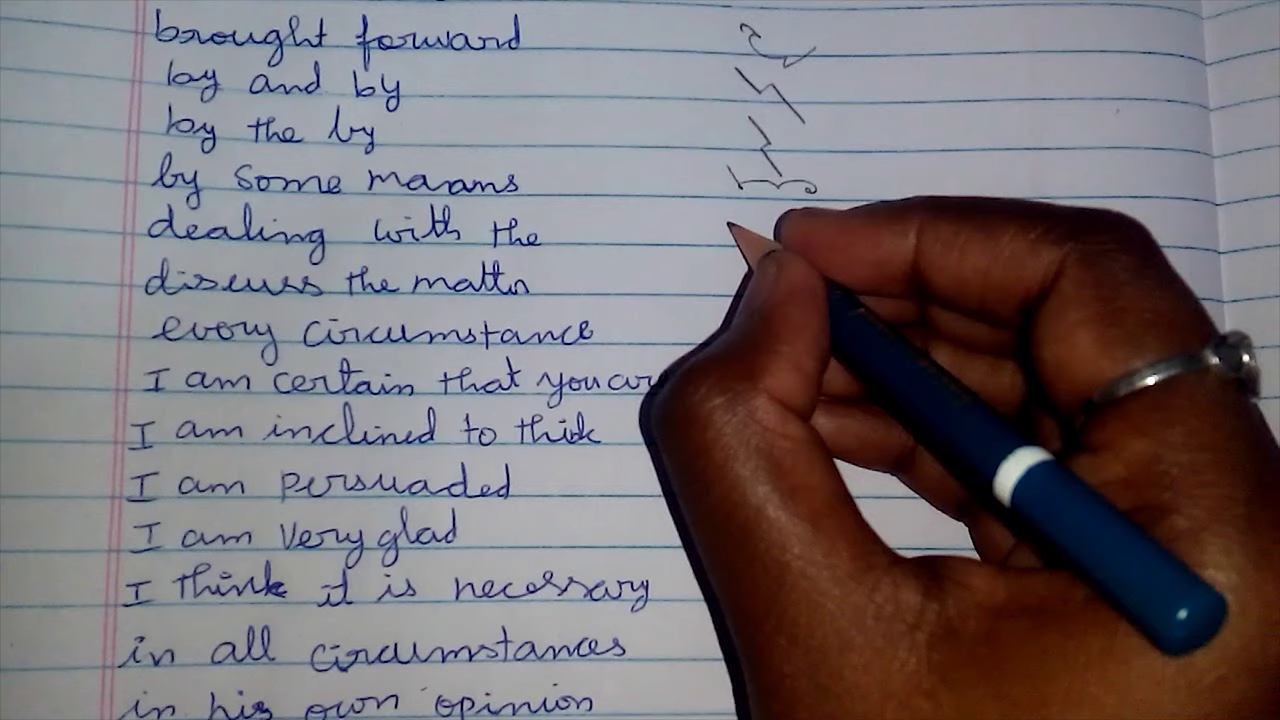 brought forward
by and by
by the by
by some maans
dealing with the
discuss the matter
every circumstance
I am certain that you
I am inclined to think
I am persuaded
I am very glad
I think it is necessary
in all circumstances
in his own opinion